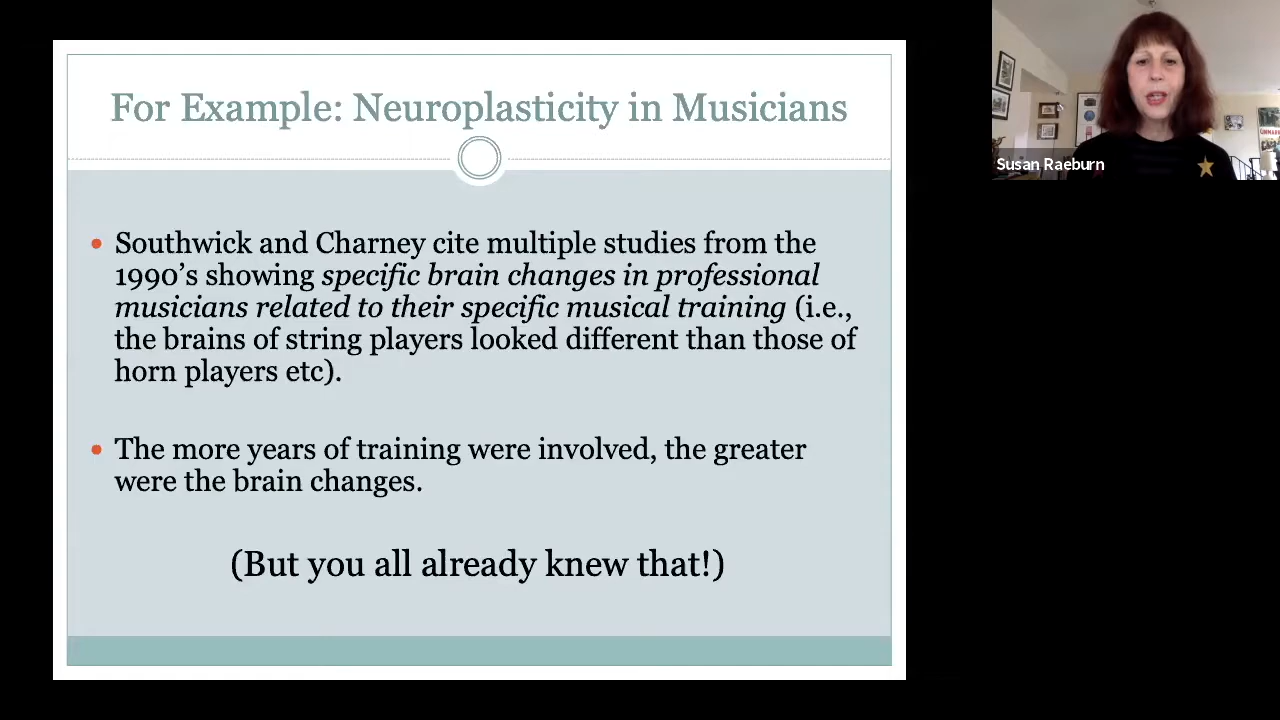 For Example: Neuroplasticity in Musicians
• Southwick and Charney cite multiple studies from the
1990's showing specific brain changes in professional
musicians related to their specific musical training (i.e.,
the brains of string players looked different than those of
horn players etc).
• The more years of training were involved, the greater
were the brain changes.
(But you all already knew that!)
Susan Raeburn